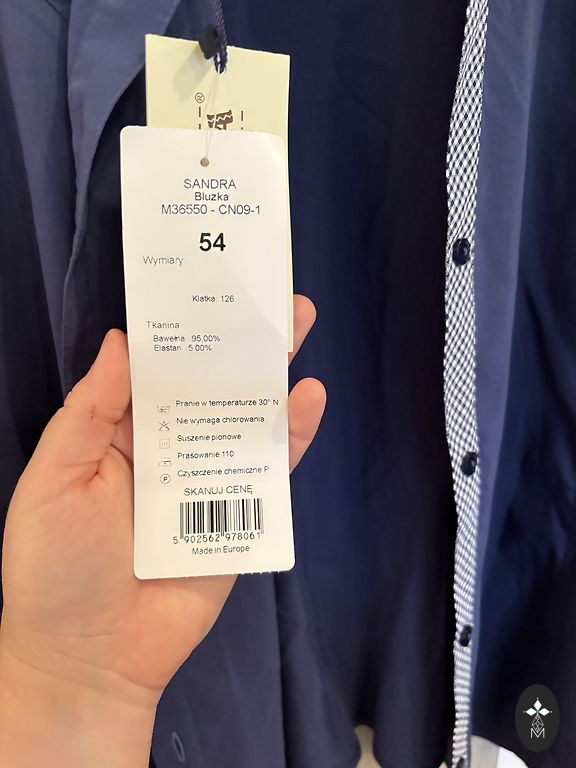 ®
SANDRA
Bluzka
M36550 - CN09-1
54
Wymiary:
Klatka: 126
Tkanina
Bawełna 95,00%
Elastan 5.00%
Pranie w temperaturze 30° N
Nie wymaga chlorowania
Suszenie pionowe
Prasowanie 110
P Czyszczenie chemiczne P
SKANUJ CENĘ
5 902562 978061
Made in Europe
M